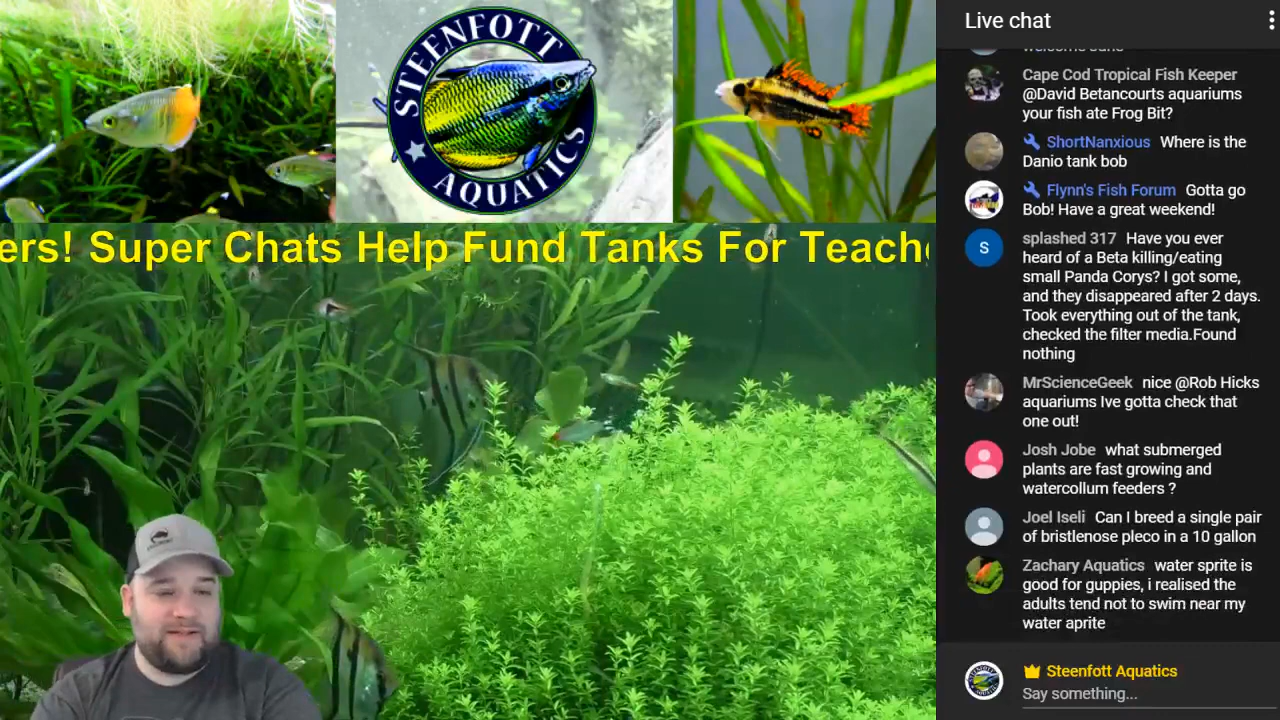 STEENFOTT
AQUATICS
ers! Super Chats Help Fund Tanks For Teach
Live chat
Cape Cod Tropical Fish Keeper
@David Betancourts aquariums
your fish ate Frog Bit?
ShortNanxious Where is the
Danio tank bob
Flynn's Fish Forum Gotta go
Bob! Have a great weekend!
S
splashed 317 Have you ever
heard of a Beta killing/eating
small Panda Corys? I got some,
and they disappeared after 2 days.
Took everything out of the tank,
checked the filter media.Found
nothing
MrScienceGeek nice @Rob Hicks
aquariums Ive gotta check that
one out!
Josh Jobe what submerged
plants are fast growing and
watercollum feeders ?
Joel Iseli Can I breed a single pair
of bristlenose pleco in a 10 gallon
Zachary Aquatics water sprite is
good for guppies, i realised the
adults tend not to swim near my
water aprite
Steenfott Aquatics
Say something...